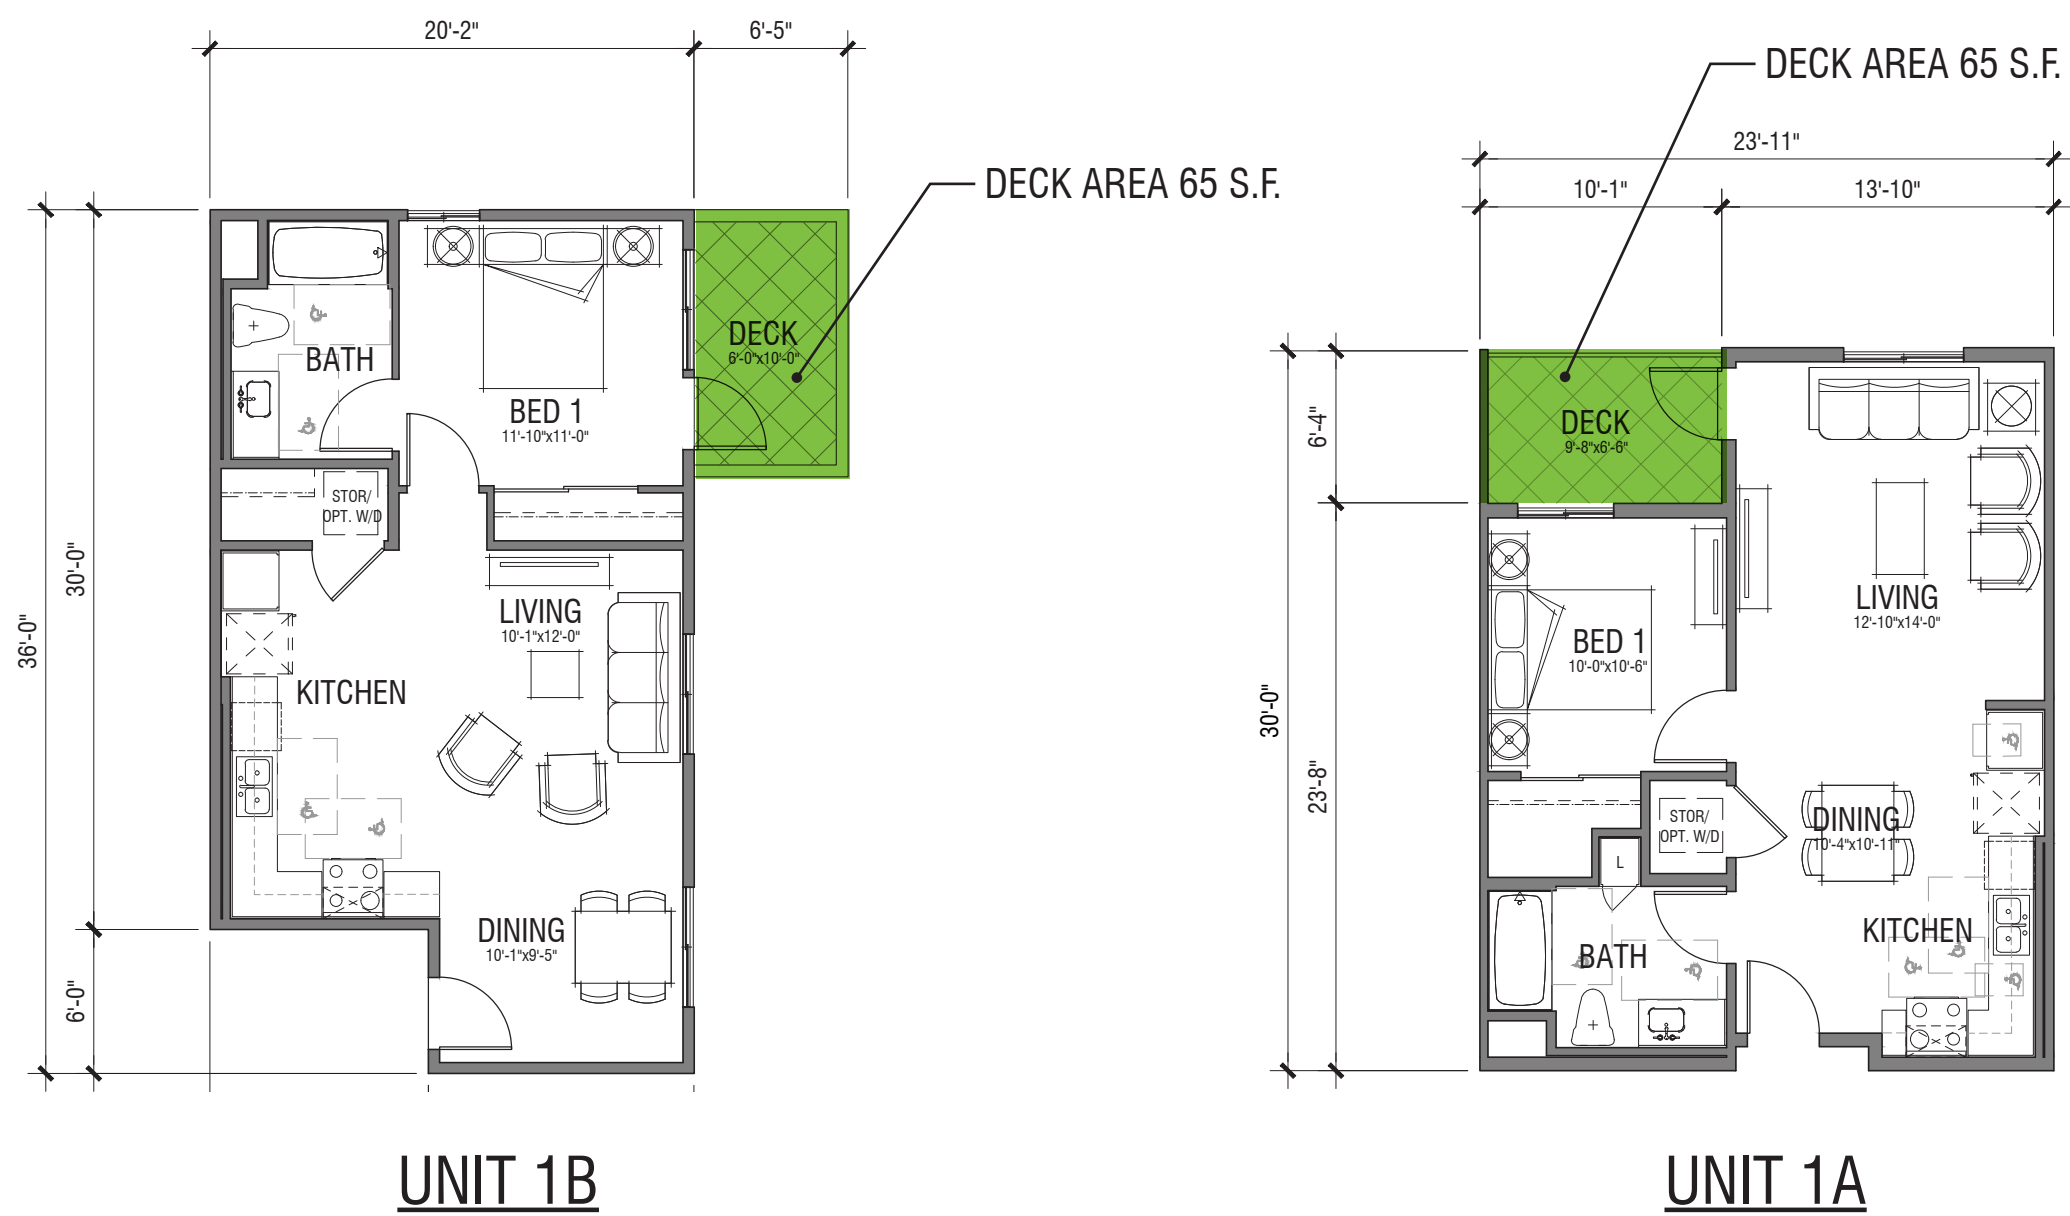 20'-2"
6'-5"
DECK AREA 65 S.F.
36'-0"
30'-0"
6'-0"
BATH
BED 1
11'-10"x11'-0"
DECK
6'-0"x10'-0"
STOR/
OPT. W/D
LIVING
10'-1"x12'-0"
KITCHEN
DINING
10'-1"x9'-5"
UNIT 1B
DECK AREA 65 S.F.
23'-11"
10'-1"
13'-10"
30'-0"
6'-4"
23'-8"
DECK
9'-8"x6'-6"
LIVING
12'-10"x14'-0"
BED 1
10'-0"x10'-6"
STOR/
OPT. W/D
L
DINING
10'-4"x10'-11"
KITCHEN
BATH
UNIT 1A